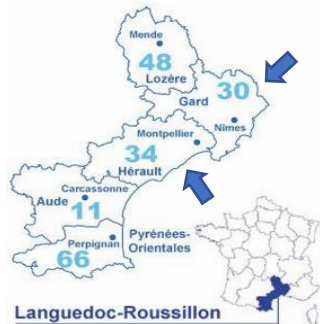 Mende
48
Lozère
30
Gard
Nîmes
Montpellier
34
Hérault
Carcassonne
Aude 11
Perpignan
66
Pyrénées-
Orientales
Languedoc-Roussillon